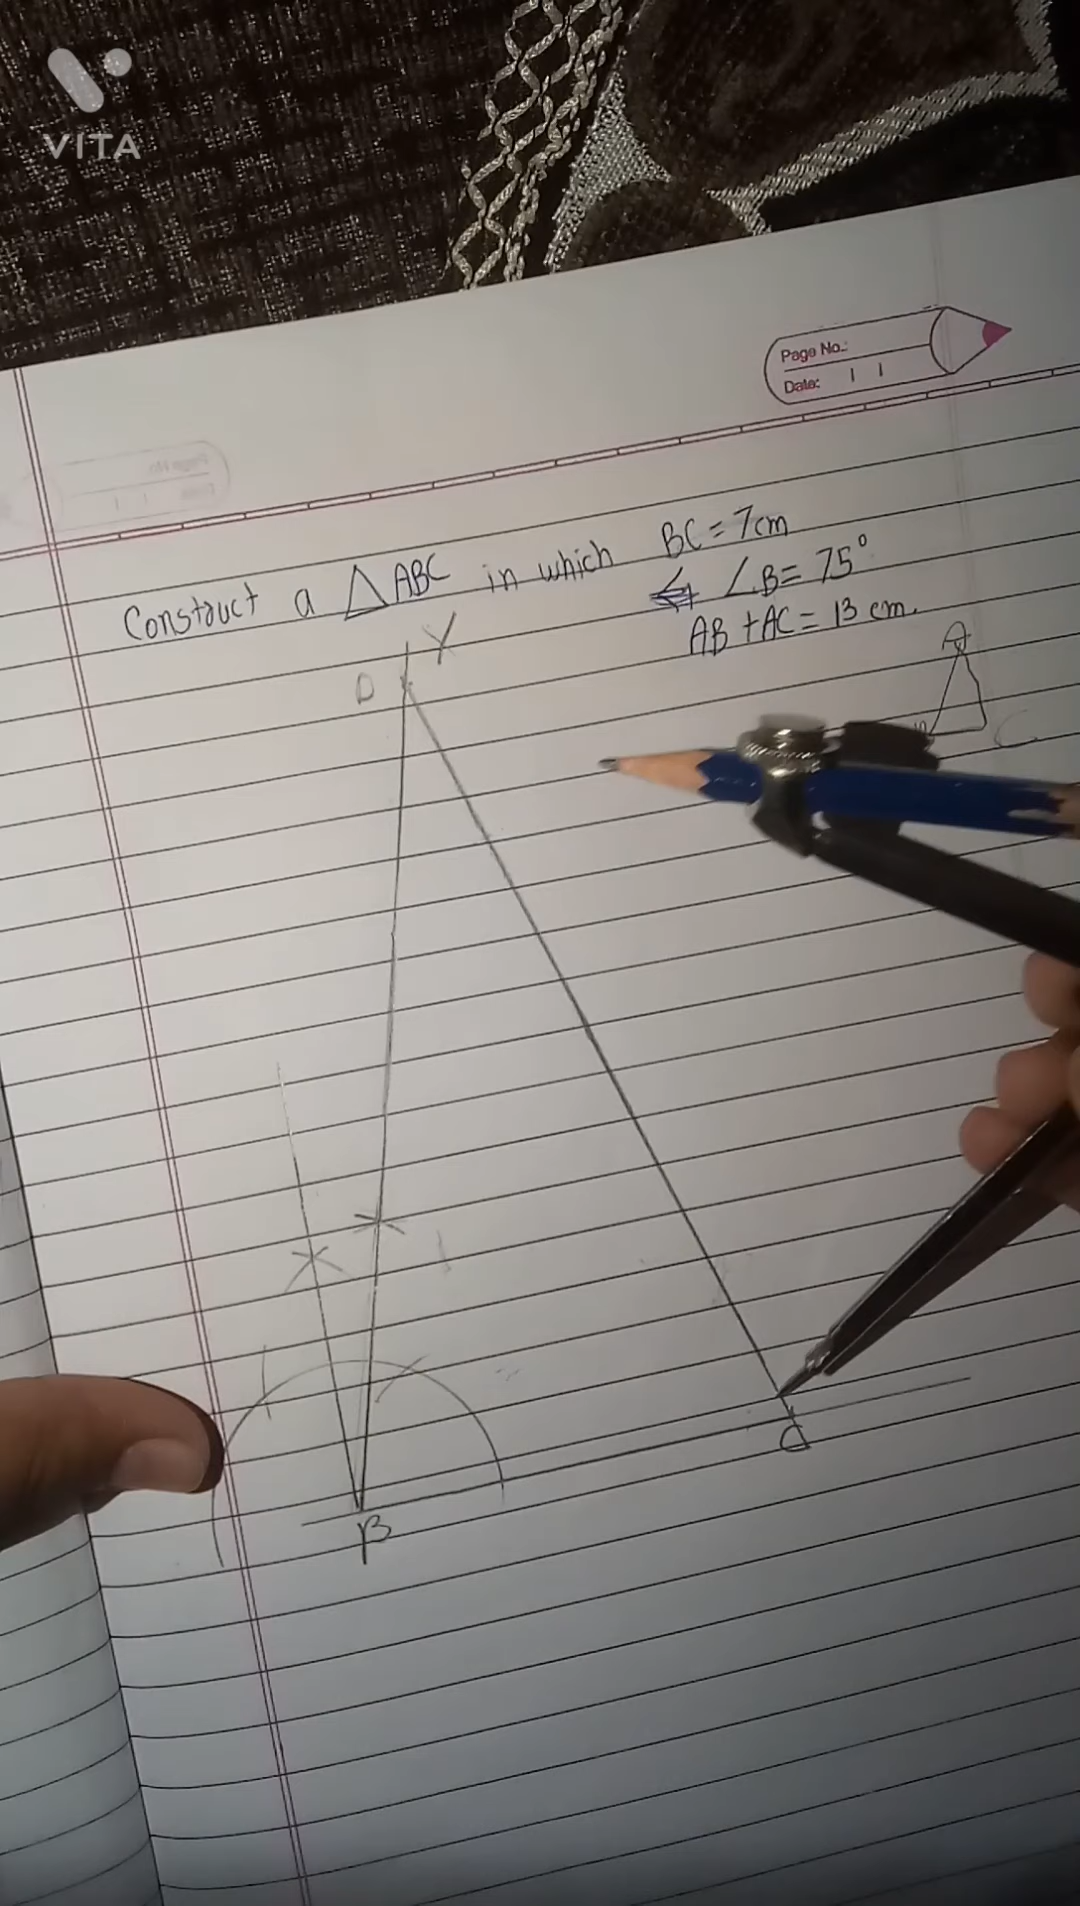 VITA
Page No.:
Date:
Construct a △ABC in which BC = 7cm
∠B = 75°
AB + AC = 13 cm.
Y
D
A
C
B